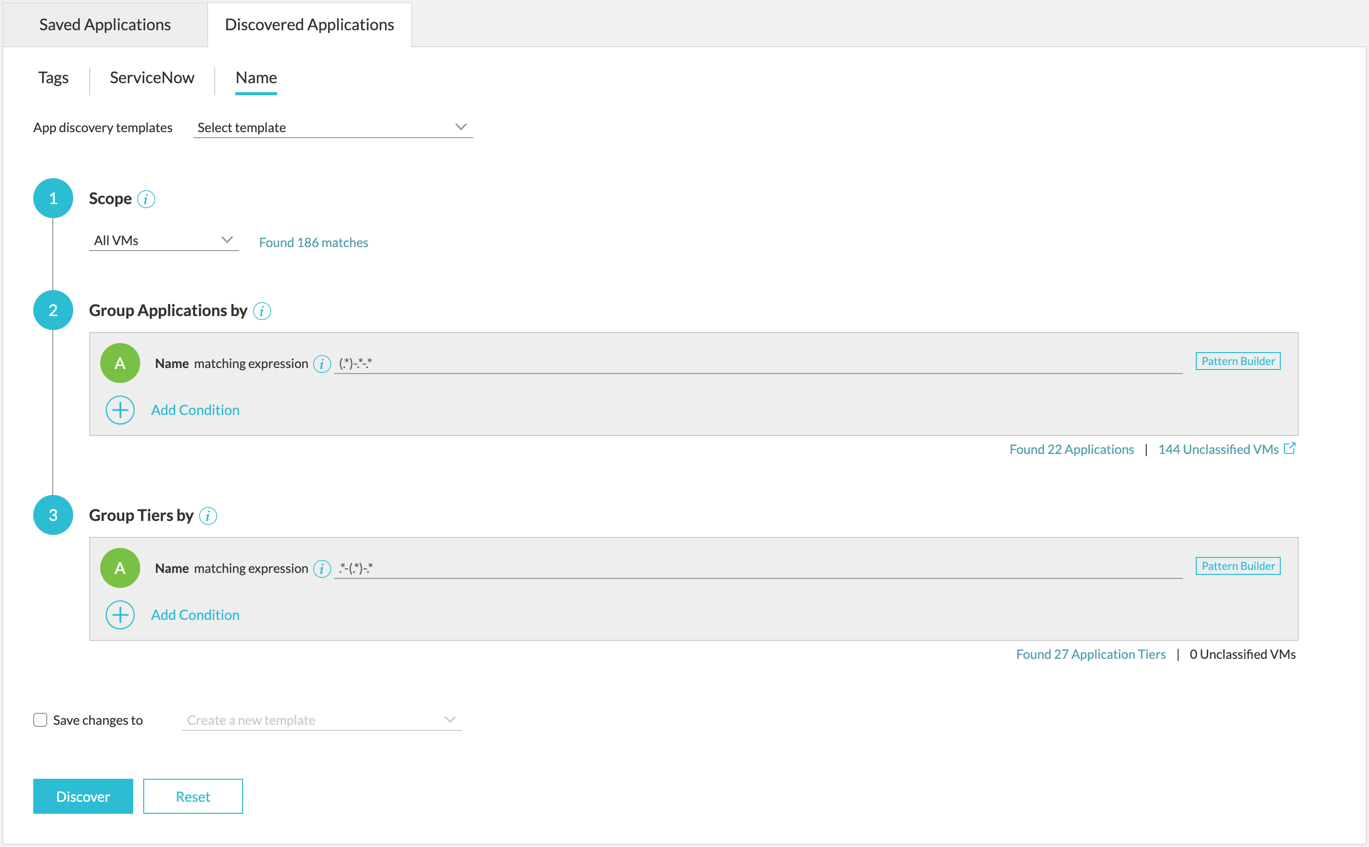 Saved Applications Discovered Applications
Tags ServiceNow Name
App discovery templates Select template
1 Scope i
All VMs Found 186 matches
2 Group Applications by i
A Name matching expression i (.*)-.*-.* Pattern Builder
Add Condition
Found 22 Applications | 144 Unclassified VMs
3 Group Tiers by i
A Name matching expression i .*-(.*)-.* Pattern Builder
Add Condition
Found 27 Application Tiers | 0 Unclassified VMs
Save changes to Create a new template
Discover Reset